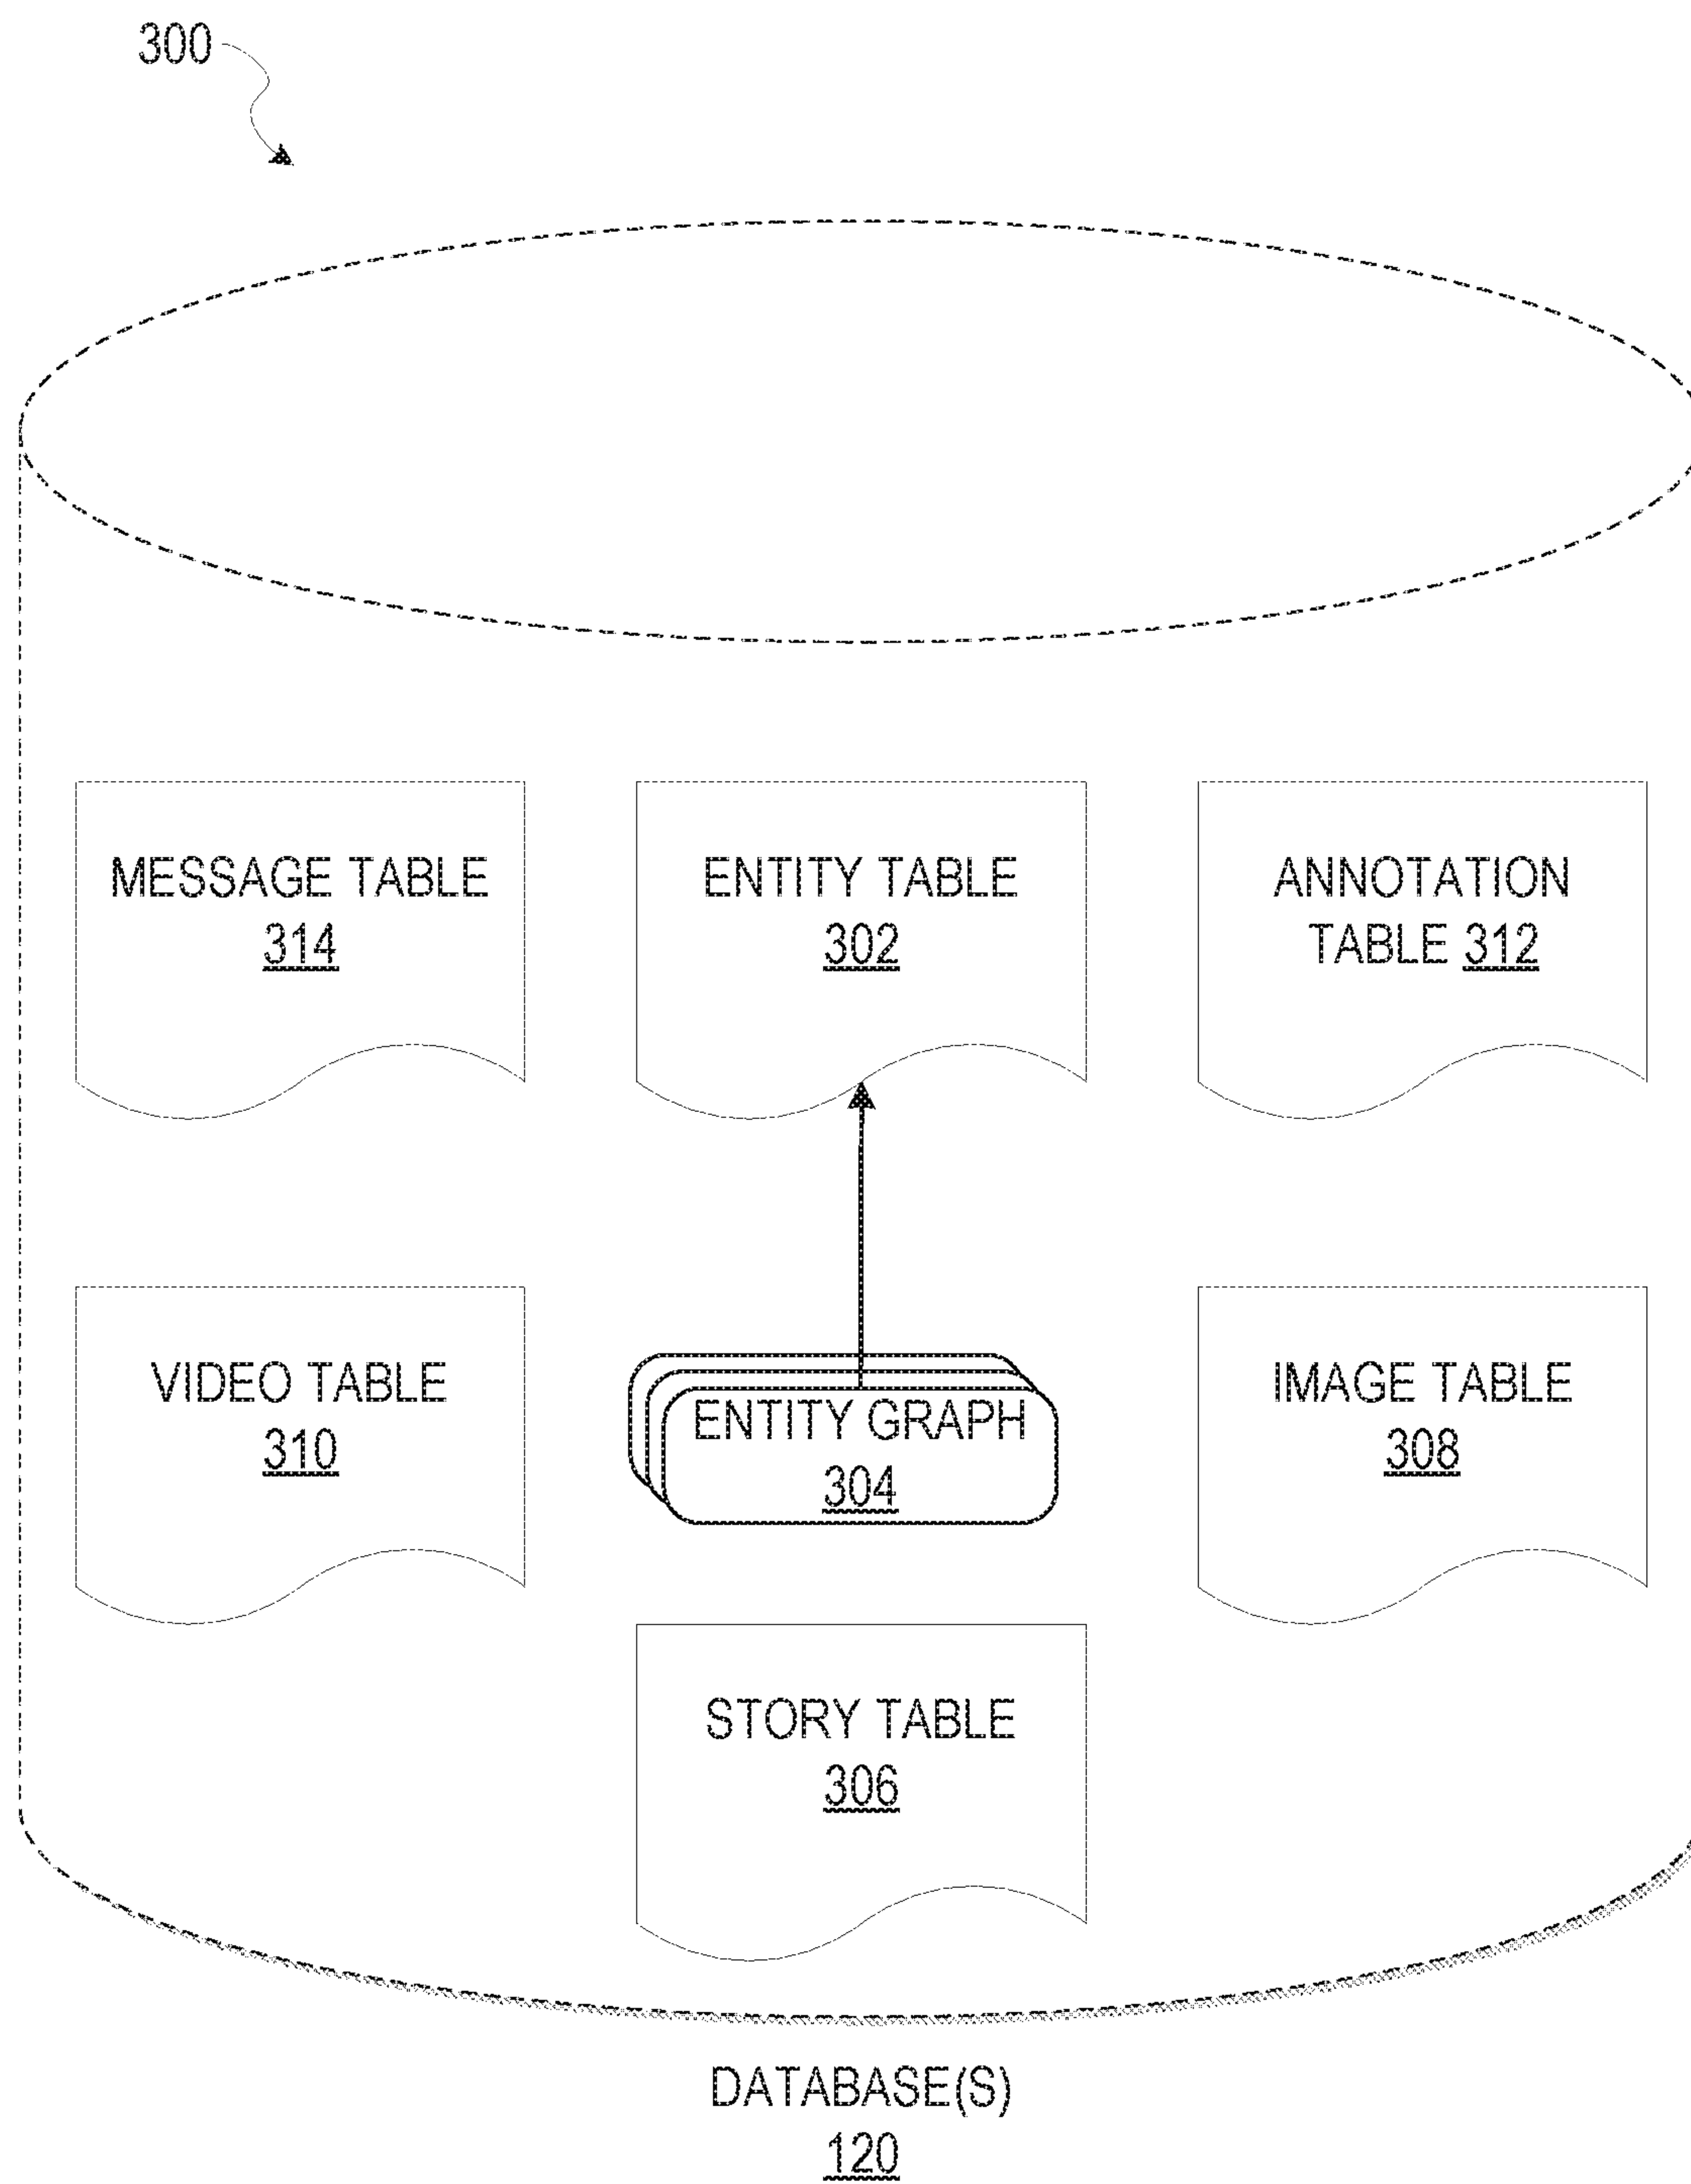 300
MESSAGE TABLE
314
ENTITY TABLE
302
ANNOTATION
TABLE 312
VIDEO TABLE
310
ENTITY GRAPH
304
IMAGE TABLE
308
STORY TABLE
306
DATABASE(S)
120